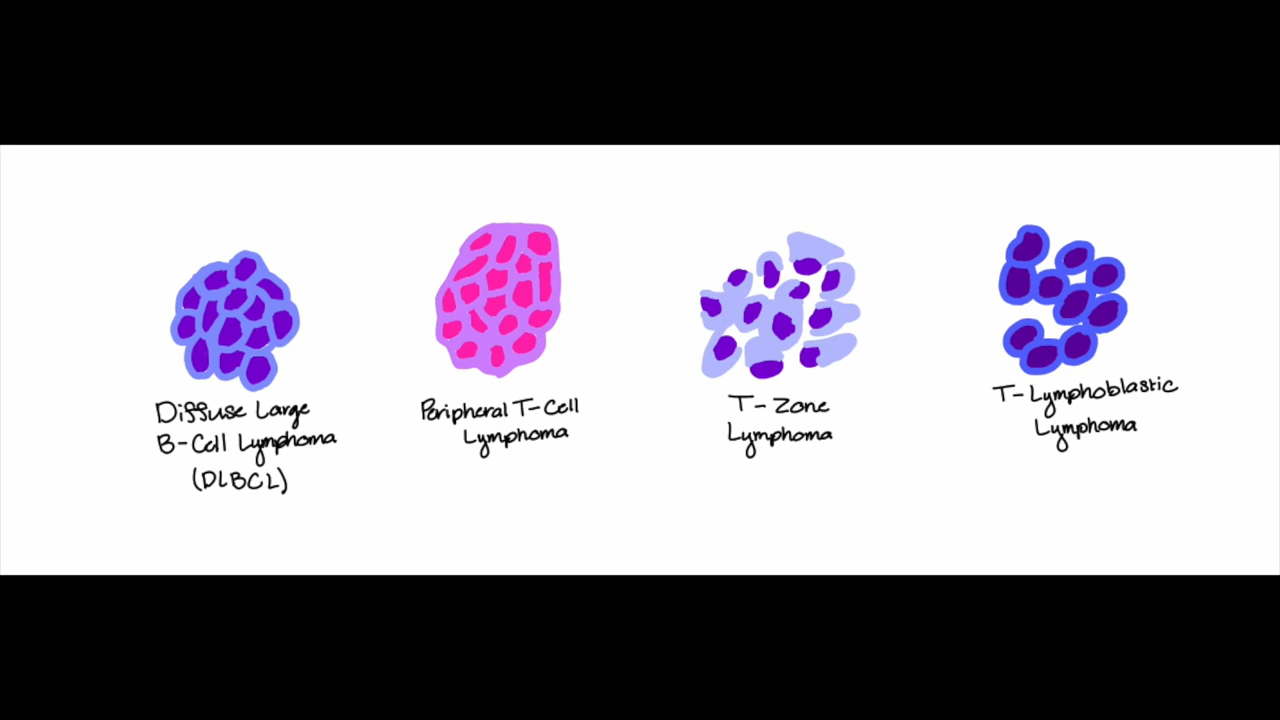 Diffuse Large
B-Cell Lymphoma
(DLBCL)
Peripheral T-Cell
Lymphoma
T-Zone
Lymphoma
T-Lymphoblastic
Lymphoma